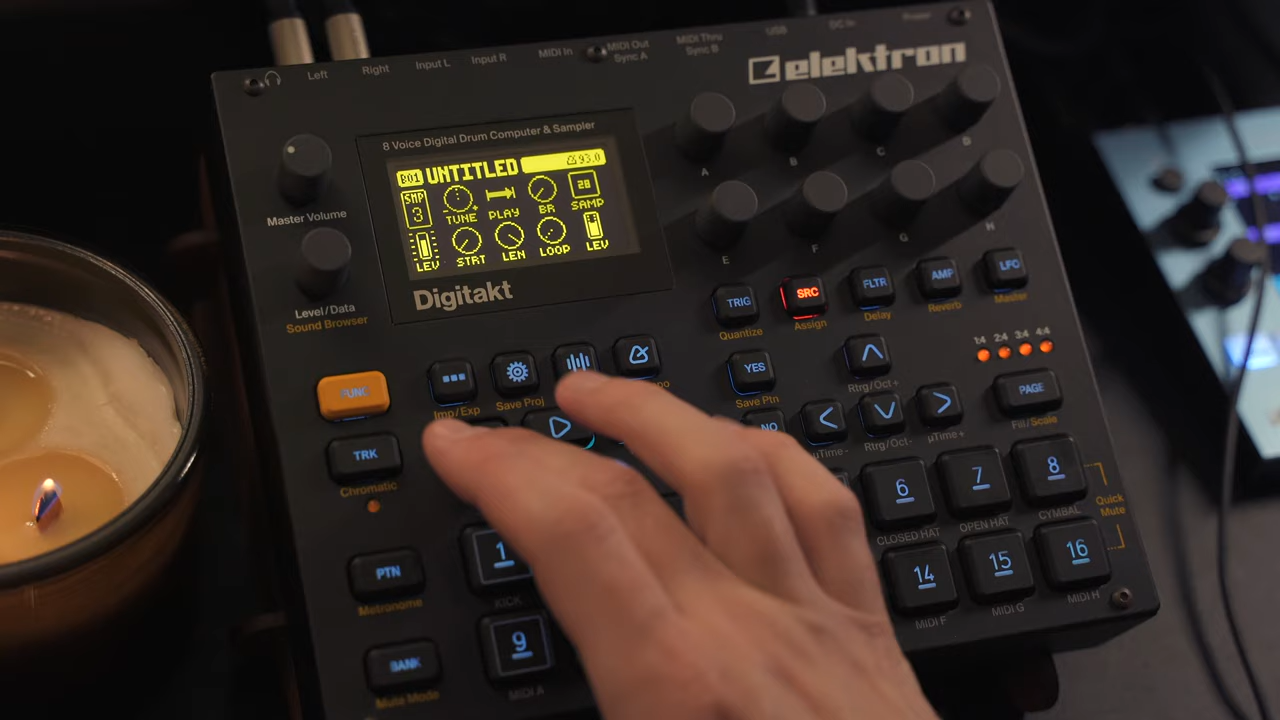 Left
Right
Input L
Input R
MIDI In
MIDI Out
Sync A
MIDI Thru
Sync B
USB
DC In
Power
elektron
8 Voice Digital Drum Computer & Sampler
B01 UNTITLED 93.0
SMP
3
TUNE
PLAY
BR
28
SAMP
LEV
STRT
LEN
LOOP
LEV
Digitakt
Master Volume
Level/Data
Sound Browser
A
B
C
D
E
F
G
H
TRIG
SRC
FLTR
AMP
LFO
Quantize
Assign
Delay
Reverb
Master
1:4 2:4 3:4 4:4
FUNC
Imp/Exp
Save Proj
YES
Save Ptn
Rtrg/Oct+
PAGE
Fill/Scale
NO
µTime-
Rtrg/Oct-
µTime+
TRK
Chromatic
6
7
8
CLOSED HAT
OPEN HAT
CYMBAL
Quick
Mute
1
KICK
14
15
16
MIDI F
MIDI G
MIDI H
PTN
Metronome
9
MIDI A
BANK
Mute Mode